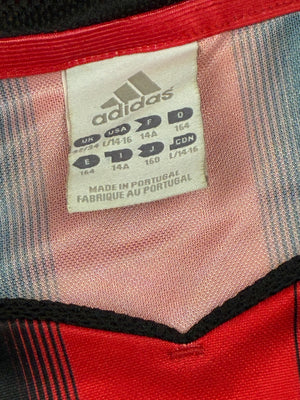 adidas
UK USA F D
32/34 L/14-16 14A 164
E I J CDN
164 14A 160 L/14-16
MADE IN PORTUGAL
FABRIQUE AU PORTUGAL